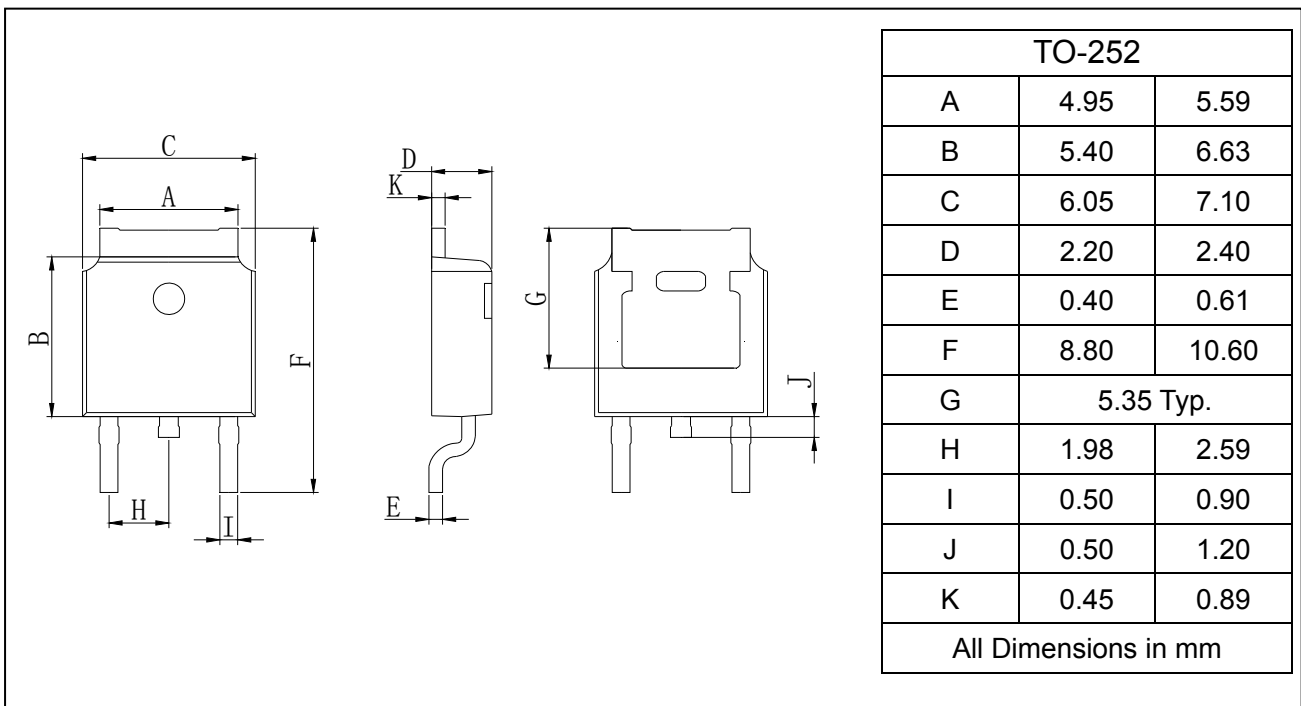 C
A
B
F
H
I
D
K
E
G
J
TO-252
A 4.95 5.59
B 5.40 6.63
C 6.05 7.10
D 2.20 2.40
E 0.40 0.61
F 8.80 10.60
G 5.35 Typ.
H 1.98 2.59
I 0.50 0.90
J 0.50 1.20
K 0.45 0.89
All Dimensions in mm